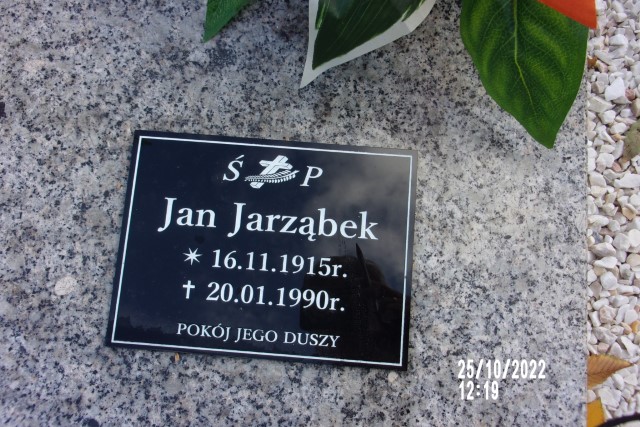 Ś P
Jan Jarząbek
✶ 16.11.1915r.
✝ 20.01.1990r.
POKÓJ JEGO DUSZY
25/10/2022
12:19